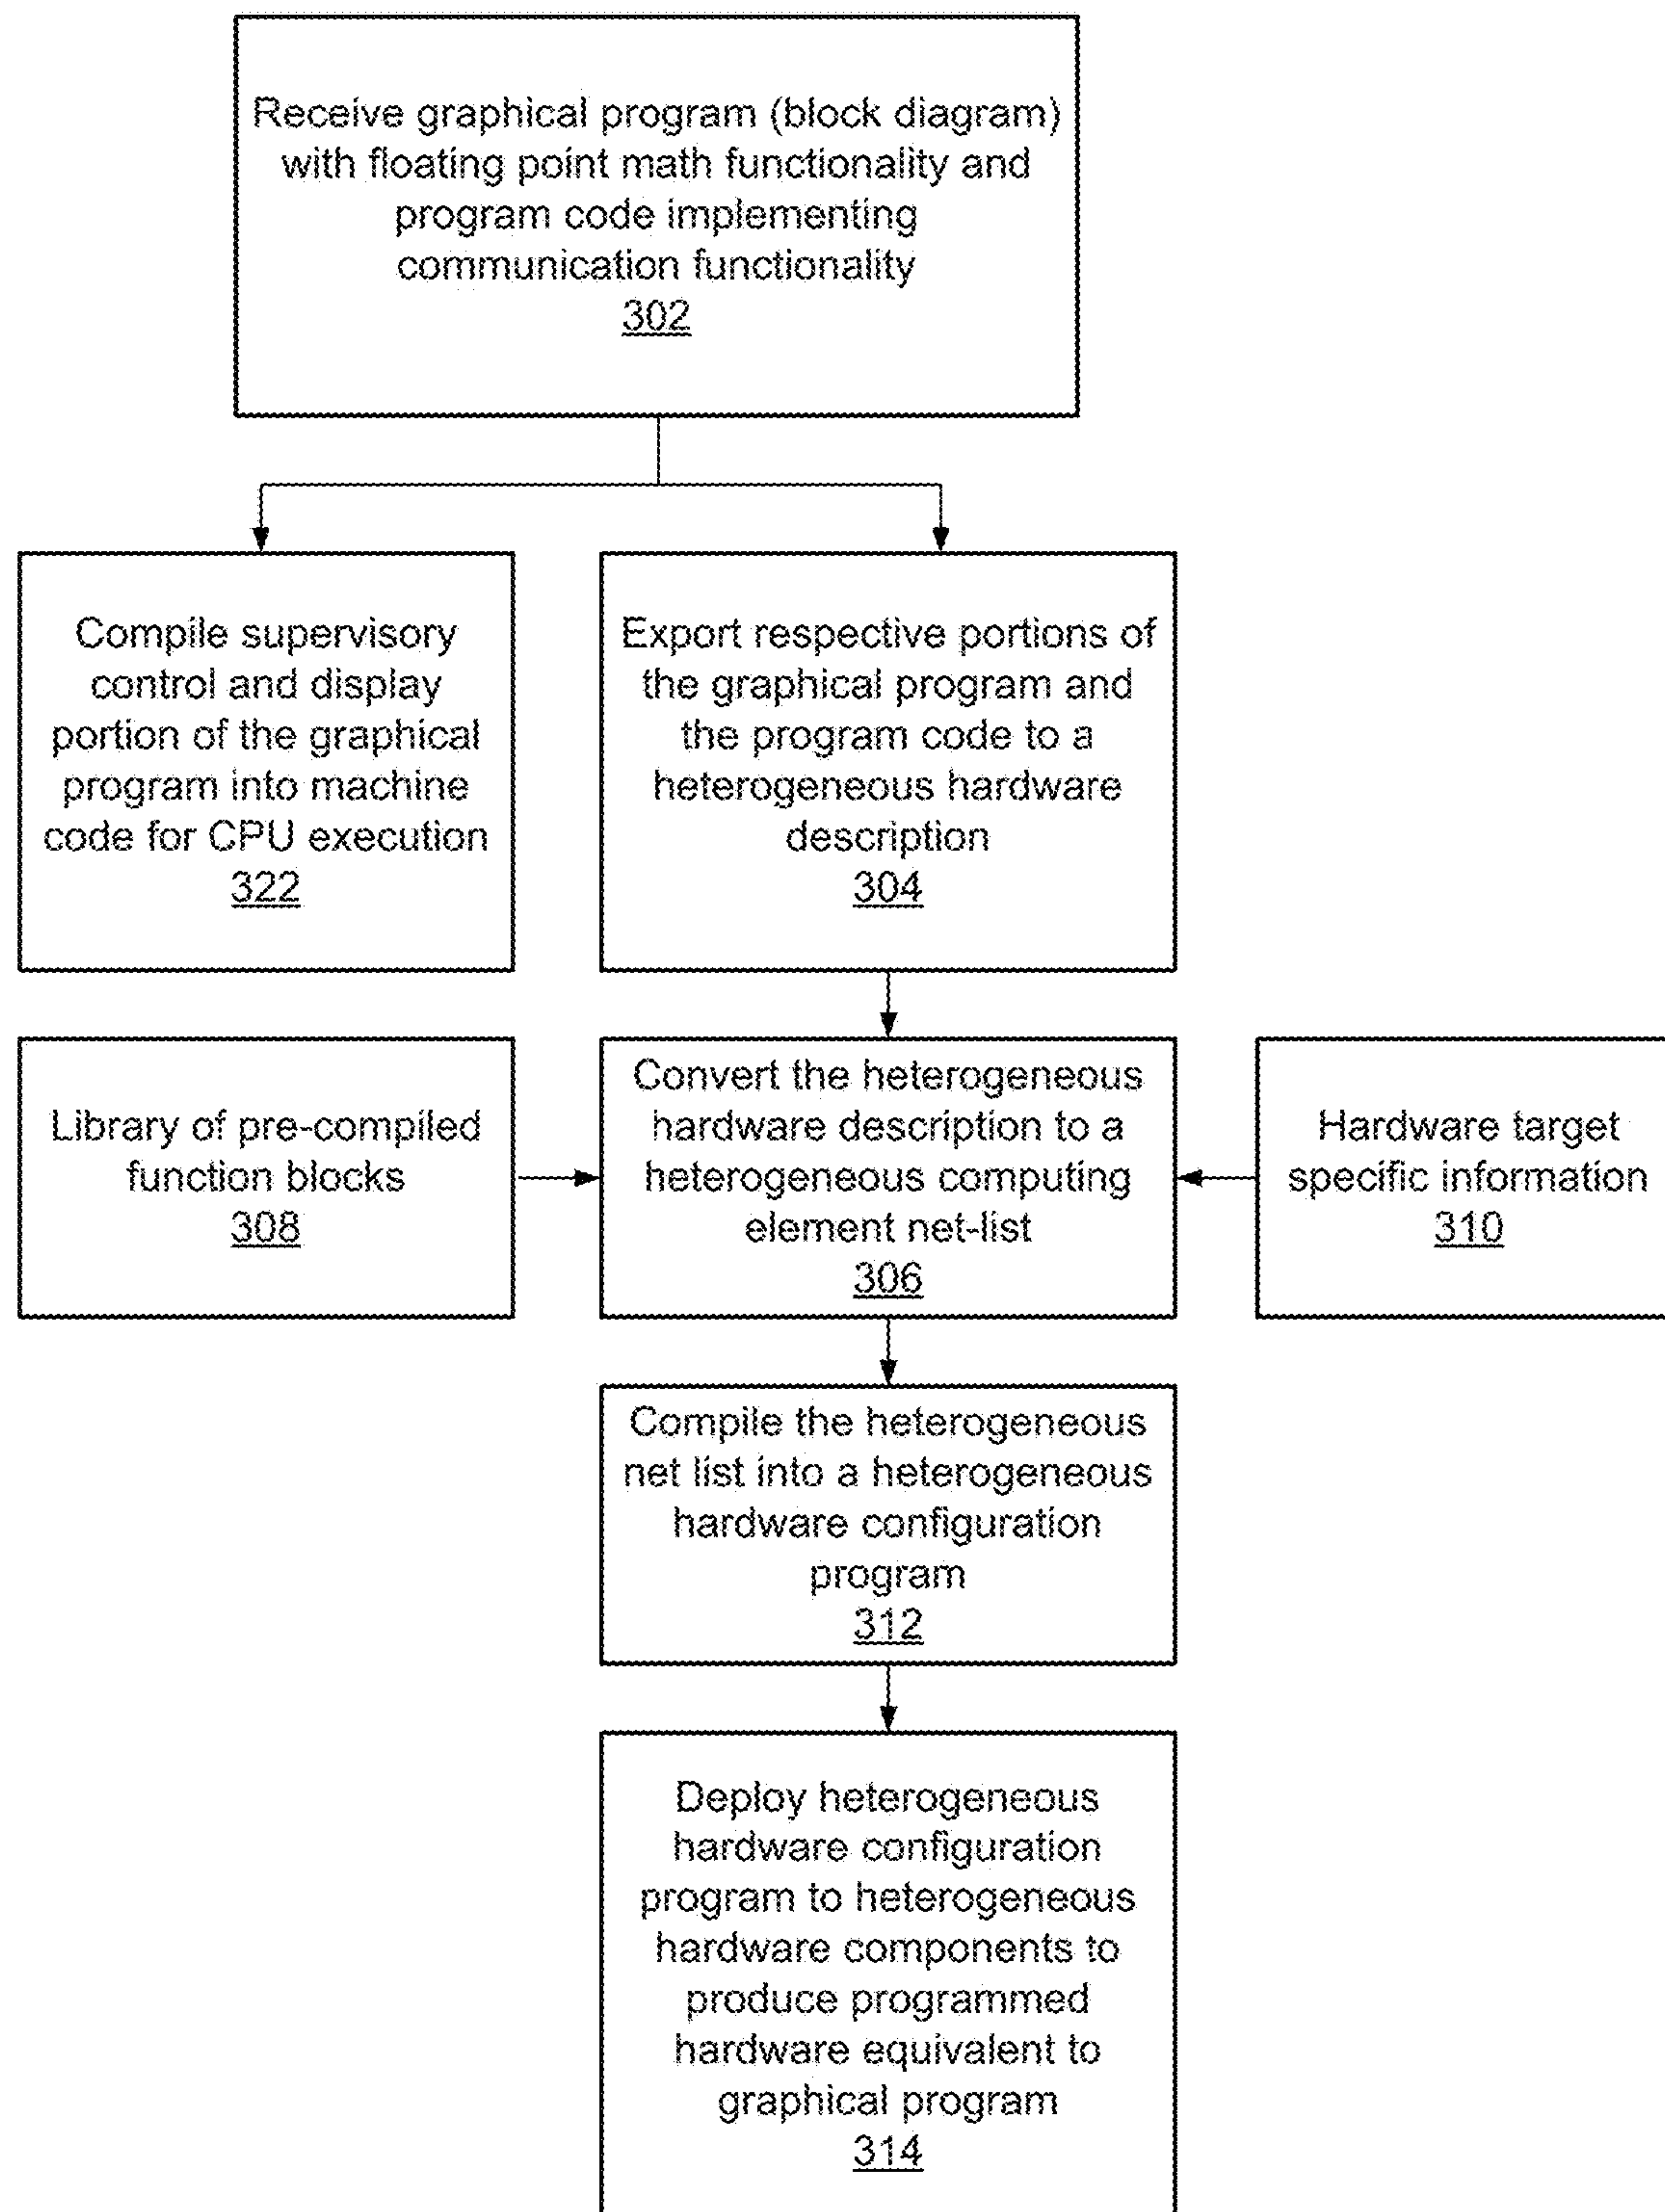 Receive graphical program (block diagram)
with floating point math functionality and
program code implementing
communication functionality
302
Compile supervisory
control and display
portion of the graphical
program into machine
code for CPU execution
322
Export respective portions of
the graphical program and
the program code to a
heterogeneous hardware
description
304
Library of pre-compiled
function blocks
308
Convert the heterogeneous
hardware description to a
heterogeneous computing
element net-list
306
Hardware target
specific information
310
Compile the heterogeneous
net list into a heterogeneous
hardware configuration
program
312
Deploy heterogeneous
hardware configuration
program to heterogeneous
hardware components to
produce programmed
hardware equivalent to
graphical program
314